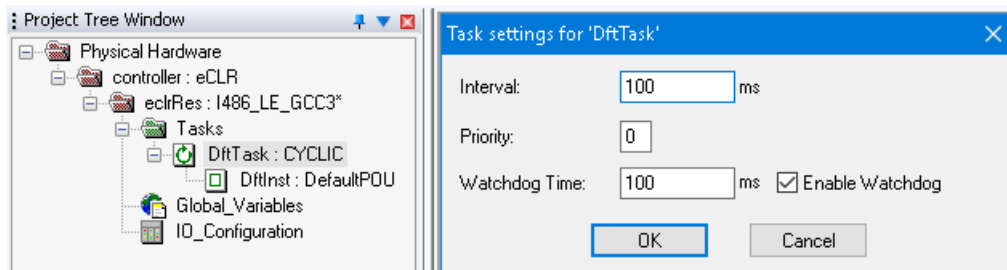 Project Tree Window
Physical Hardware
controller : eCLR
eclrRes : I486_LE_GCC3*
Tasks
DftTask : CYCLIC
DftInst : DefaultPOU
Global_Variables
IO_Configuration
Task settings for 'DftTask'
Interval: 100 ms
Priority: 0
Watchdog Time: 100 ms Enable Watchdog
OK Cancel